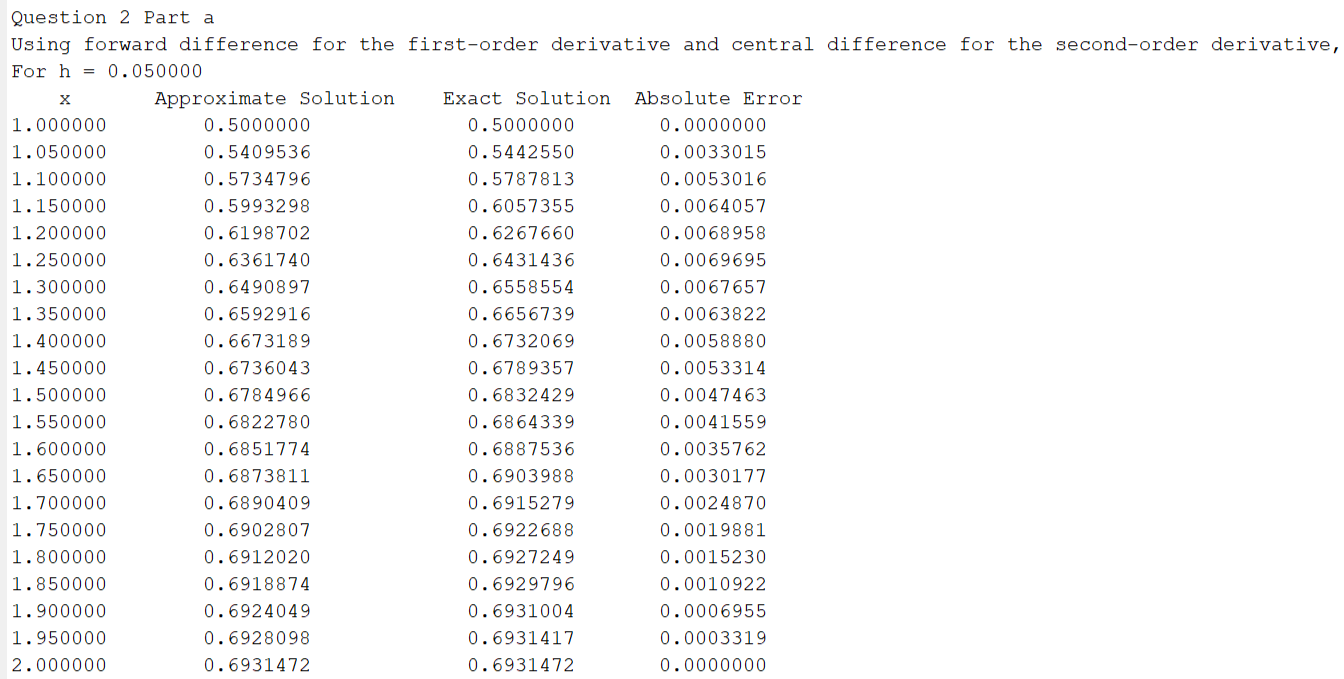 Question 2 Part a
Using forward difference for the first-order derivative and central difference for the second-order derivative,
For h = 0.050000
x Approximate Solution Exact Solution Absolute Error
1.000000 0.5000000 0.5000000 0.0000000
1.050000 0.5409536 0.5442550 0.0033015
1.100000 0.5734796 0.5787813 0.0053016
1.150000 0.5993298 0.6057355 0.0064057
1.200000 0.6198702 0.6267660 0.0068958
1.250000 0.6361740 0.6431436 0.0069695
1.300000 0.6490897 0.6558554 0.0067657
1.350000 0.6592916 0.6656739 0.0063822
1.400000 0.6673189 0.6732069 0.0058880
1.450000 0.6736043 0.6789357 0.0053314
1.500000 0.6784966 0.6832429 0.0047463
1.550000 0.6822780 0.6864339 0.0041559
1.600000 0.6851774 0.6887536 0.0035762
1.650000 0.6873811 0.6903988 0.0030177
1.700000 0.6890409 0.6915279 0.0024870
1.750000 0.6902807 0.6922688 0.0019881
1.800000 0.6912020 0.6927249 0.0015230
1.850000 0.6918874 0.6929796 0.0010922
1.900000 0.6924049 0.6931004 0.0006955
1.950000 0.6928098 0.6931417 0.0003319
2.000000 0.6931472 0.6931472 0.0000000